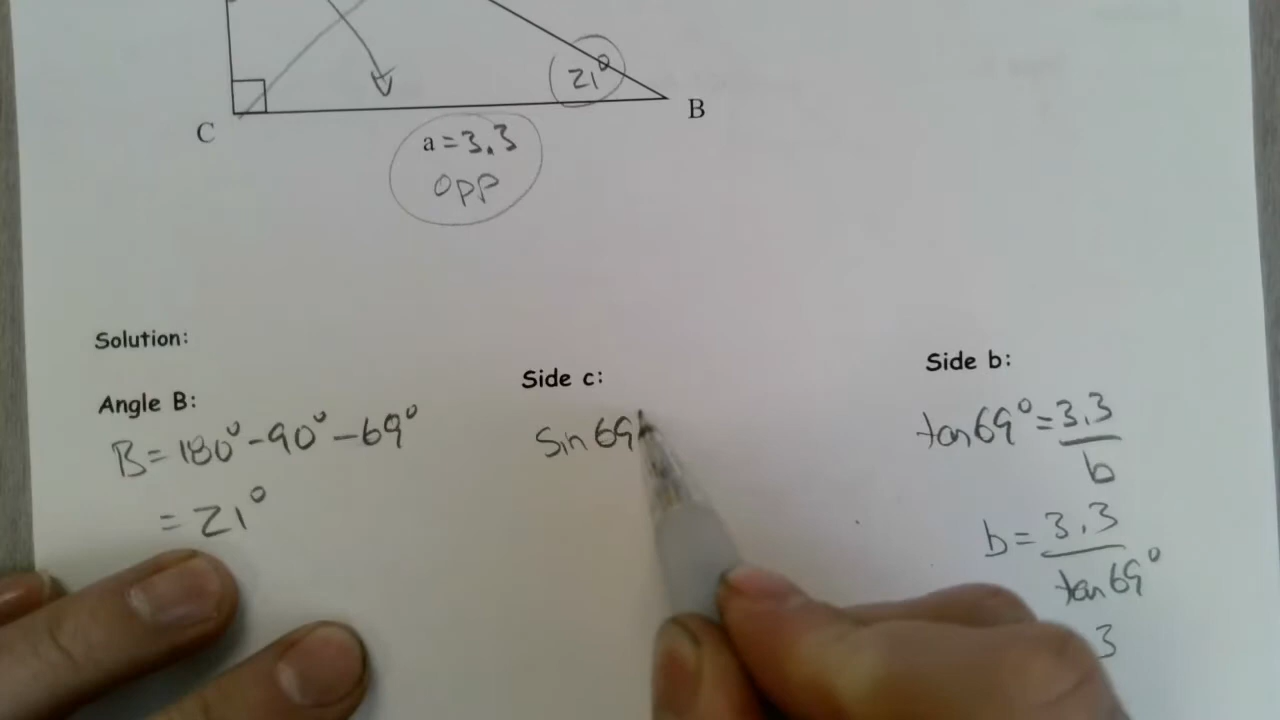 21°
C
B
a = 3.3
opp
Solution:
Angle B:
B = 180° - 90° - 69°
= 21°
Side c:
Sin 69
Side b:
tan 69° = 3.3
b
b = 3.3
tan 69°
3